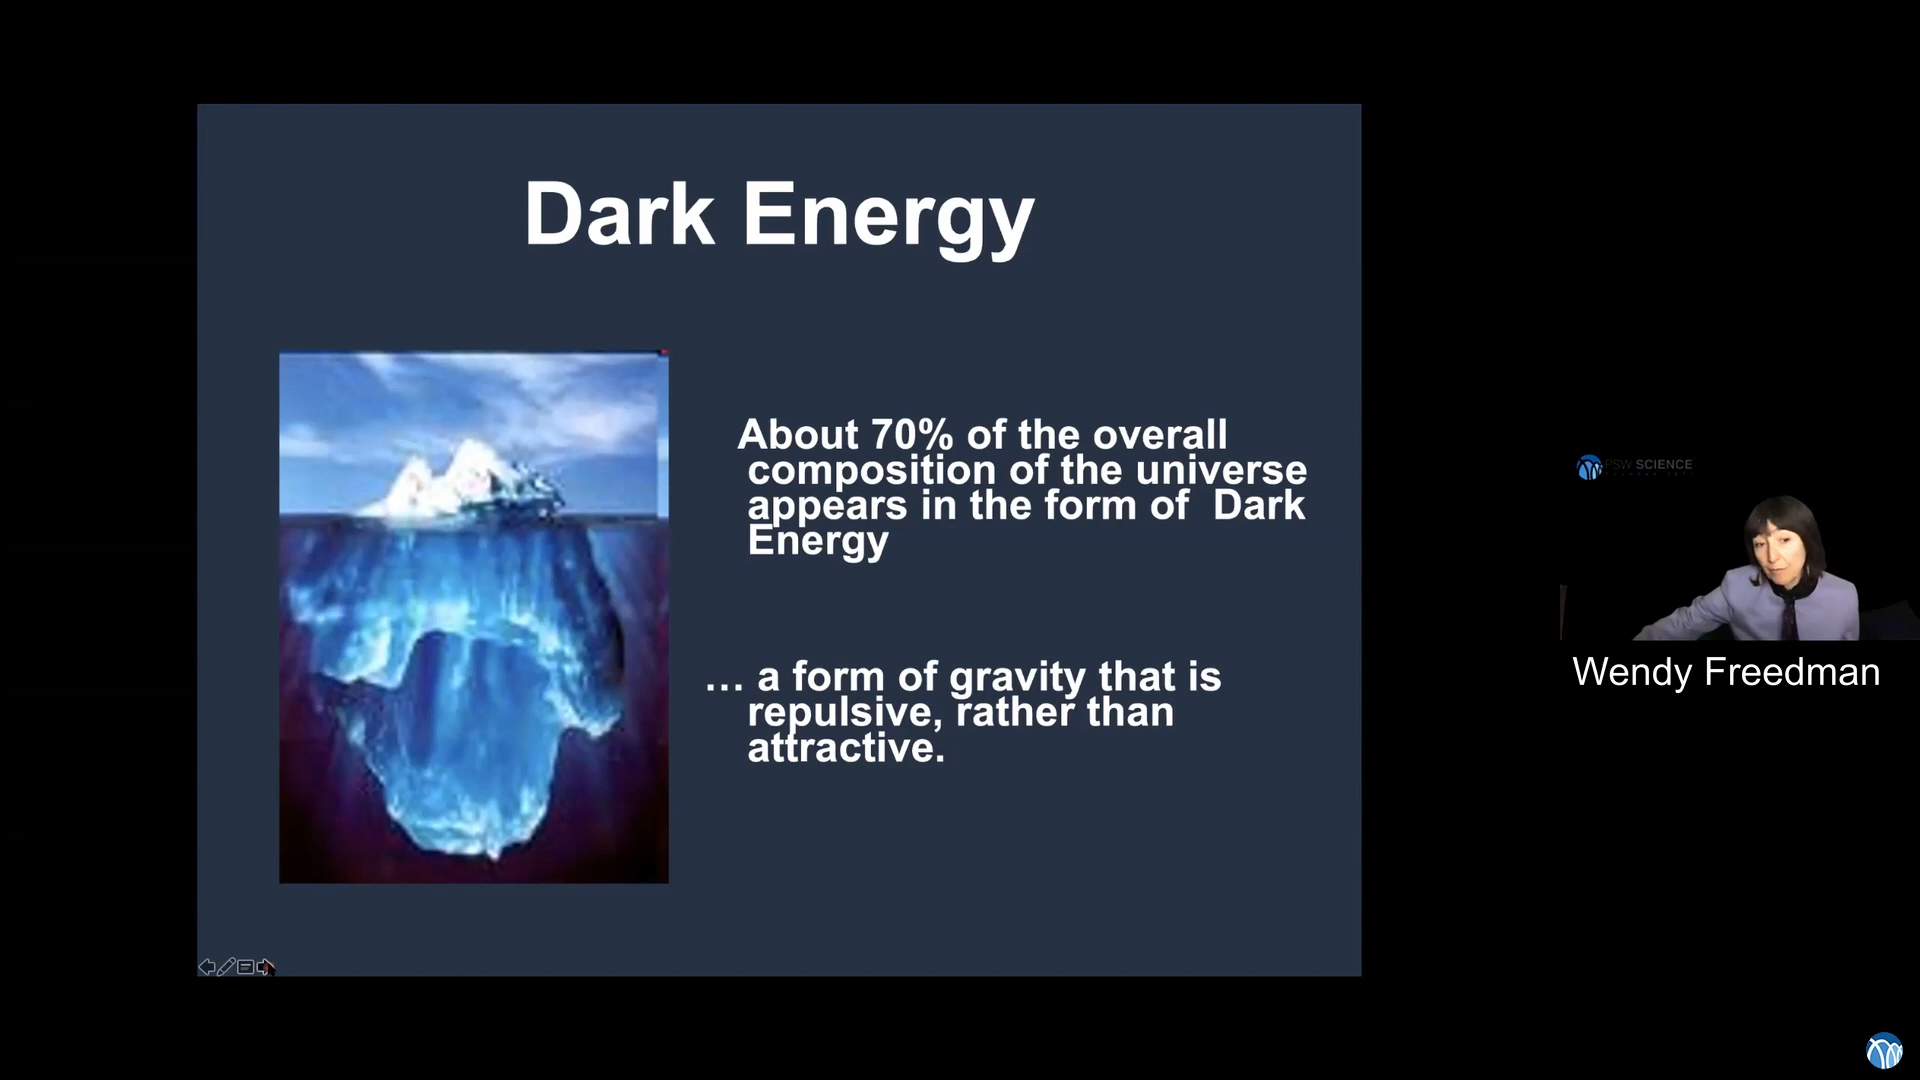 Dark Energy
About 70% of the overall
composition of the universe
appears in the form of Dark
Energy
... a form of gravity that is
repulsive, rather than
attractive.
PSW SCIENCE
Wendy Freedman